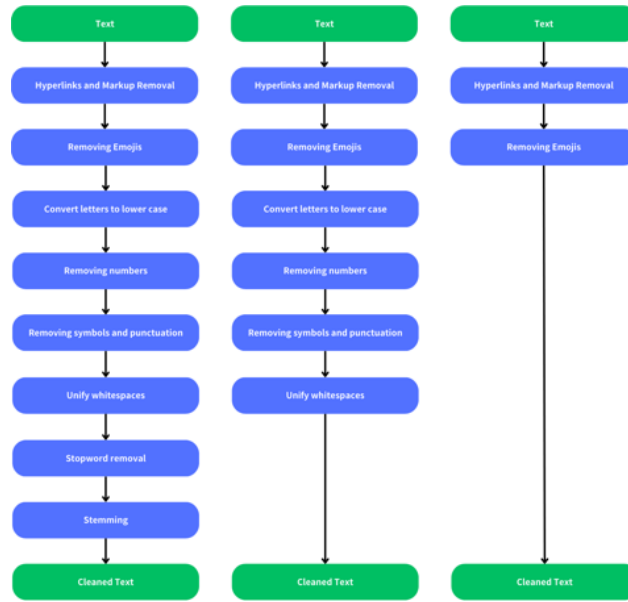 Text
Hyperlinks and Markup Removal
Removing Emojis
Convert letters to lower case
Removing numbers
Removing symbols and punctuation
Unify whitespaces
Stopword removal
Stemming
Cleaned Text
Text
Hyperlinks and Markup Removal
Removing Emojis
Convert letters to lower case
Removing numbers
Removing symbols and punctuation
Unify whitespaces
Cleaned Text
Text
Hyperlinks and Markup Removal
Removing Emojis
Cleaned Text